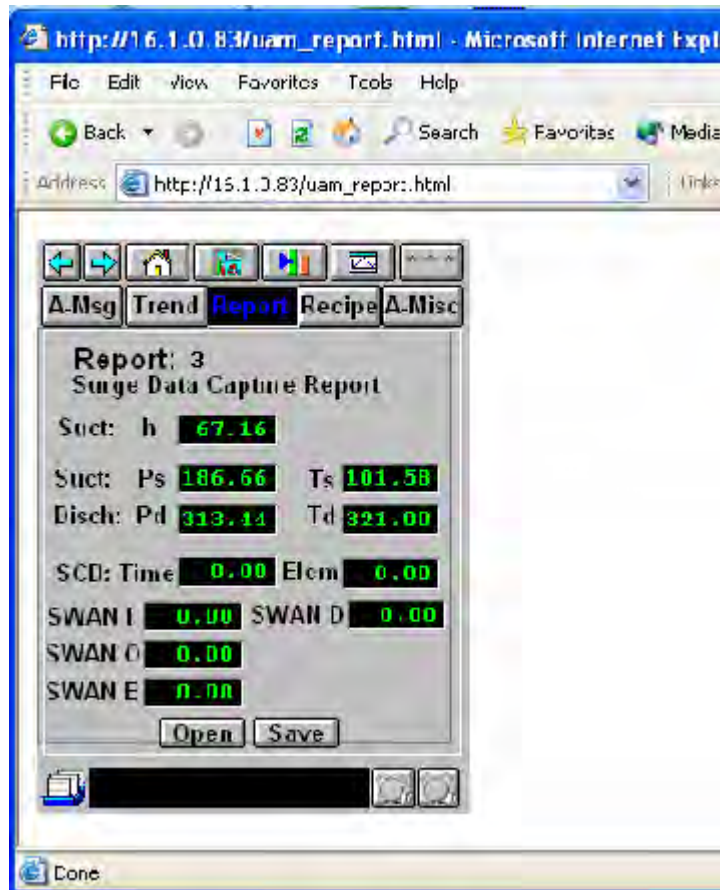 http://16.1.0.83/uam_report.html - Microsoft Internet Expl
File Edit View Favorites Tools Help
Back Search Favorites Media
Address http://16.1.0.83/uam_report.html Links
A-Msg Trend Report Recipe A-Misc
Report: 3
Surge Data Capture Report
Suct: h 67.16
Suct: Ps 186.66 Ts 101.58
Disch: Pd 313.44 Td 321.00
SCD: Time 0.00 Elem 0.00
SWAN I 0.00 SWAN D 0.00
SWAN O 0.00
SWAN E 0.00
Open Save
Done